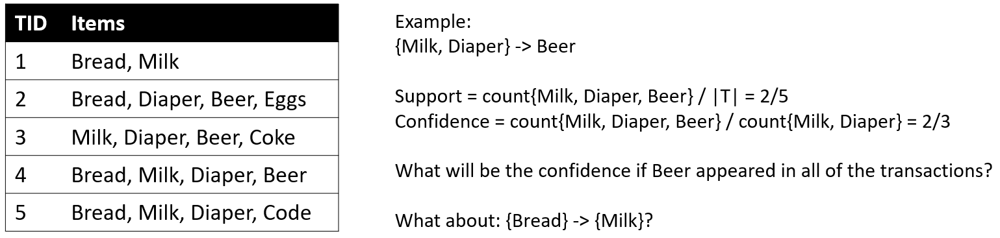 TID Items
1 Bread, Milk
2 Bread, Diaper, Beer, Eggs
3 Milk, Diaper, Beer, Coke
4 Bread, Milk, Diaper, Beer
5 Bread, Milk, Diaper, Code
Example:
{Milk, Diaper} -> Beer
Support = count{Milk, Diaper, Beer} / |T| = 2/5
Confidence = count{Milk, Diaper, Beer} / count{Milk, Diaper} = 2/3
What will be the confidence if Beer appeared in all of the transactions?
What about: {Bread} -> {Milk}?